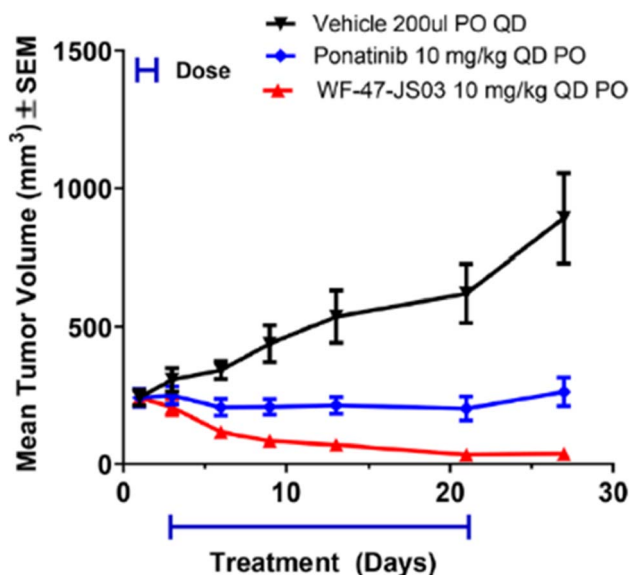 Vehicle 200ul PO QD
Ponatinib 10 mg/kg QD PO
WF-47-JS03 10 mg/kg QD PO
Dose
Mean Tumor Volume (mm³) ± SEM
1500
1000
500
0
0 10 20 30
Treatment (Days)